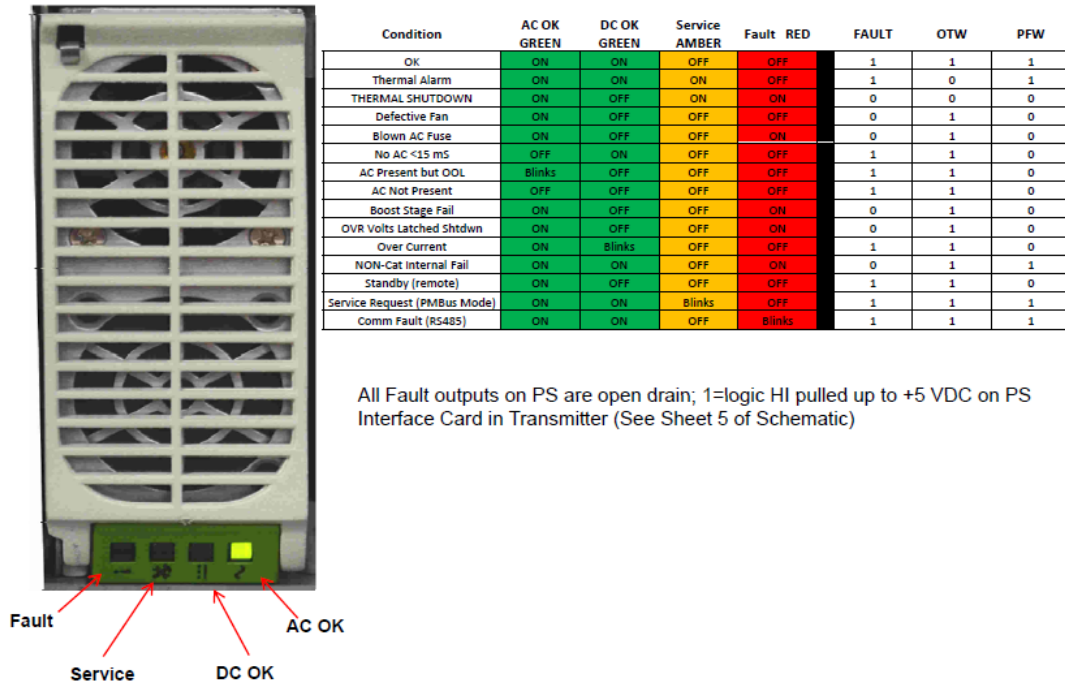 Condition AC OK GREEN DC OK GREEN Service AMBER Fault RED FAULT OTW PFW
OK ON ON OFF OFF 1 1 1
Thermal Alarm ON ON ON OFF 1 0 1
THERMAL SHUTDOWN ON OFF ON ON 0 0 0
Defective Fan ON OFF OFF ON 0 1 0
Blown AC Fuse ON OFF OFF ON 0 1 0
No AC <15 mS OFF ON OFF OFF 1 1 0
AC Present but OOL Blinks OFF OFF OFF 1 1 0
AC Not Present OFF OFF OFF OFF 1 1 0
Boost Stage Fail ON OFF OFF ON 0 1 0
OVR Volts Latched Shtdwn ON OFF OFF ON 0 1 0
Over Current ON Blinks OFF OFF 1 1 0
NON-Cat Internal Fail ON ON OFF ON 0 1 1
Standby (remote) ON OFF OFF OFF 1 1 0
Service Request (PMBus Mode) ON ON Blinks OFF 1 1 1
Comm Fault (RS485) ON ON OFF Blinks 1 1 1
All Fault outputs on PS are open drain; 1=logic HI pulled up to +5 VDC on PS
Interface Card in Transmitter (See Sheet 5 of Schematic)
Fault
Service
DC OK
AC OK